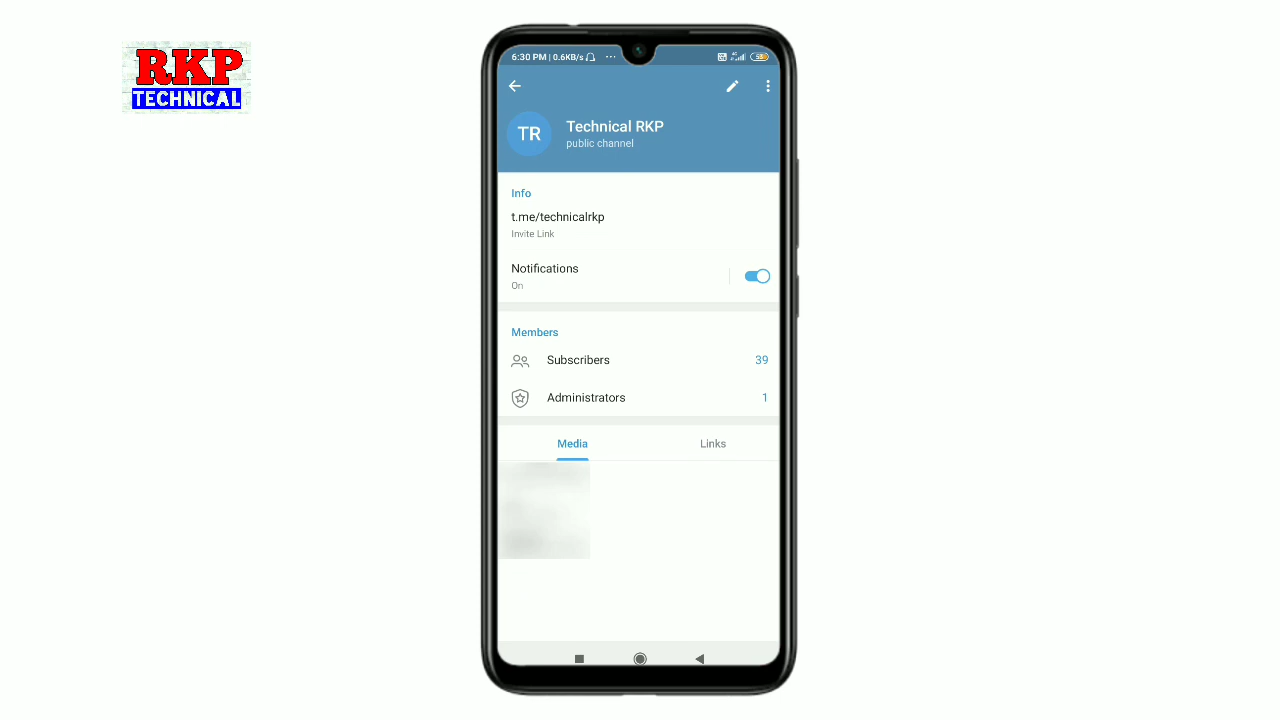 RKP
TECHNICAL
6:30 PM | 0.6KB/s
TR
Technical RKP
public channel
Info
t.me/technicalrkp
Invite Link
Notifications
On
Members
Subscribers 39
Administrators 1
Media Links